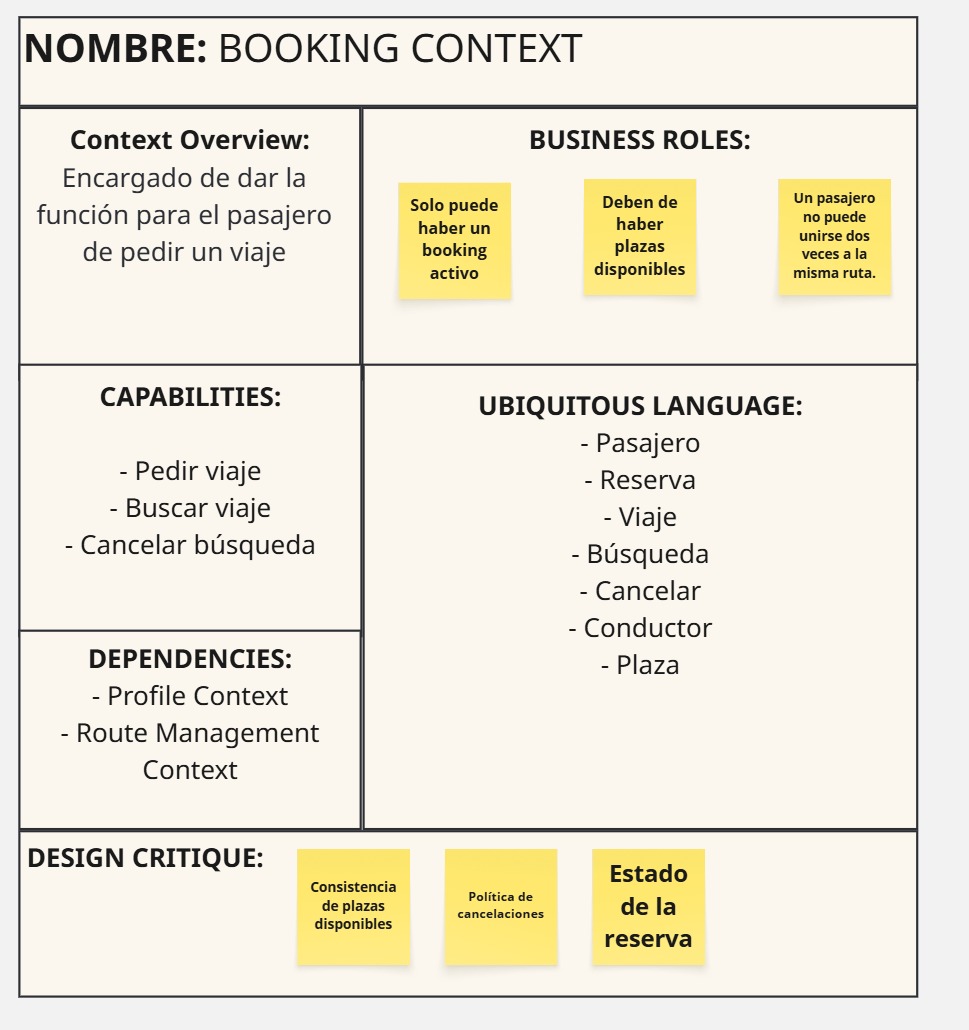 NOMBRE: BOOKING CONTEXT
Context Overview:
Encargado de dar la
función para el pasajero
de pedir un viaje
BUSINESS ROLES:
Solo puede
haber un
booking
activo
Deben de
haber
plazas
disponibles
Un pasajero
no puede
unirse dos
veces a la
misma ruta.
CAPABILITIES:
- Pedir viaje
- Buscar viaje
- Cancelar búsqueda
DEPENDENCIES:
- Profile Context
- Route Management
Context
UBIQUITOUS LANGUAGE:
- Pasajero
- Reserva
- Viaje
- Búsqueda
- Cancelar
- Conductor
- Plaza
DESIGN CRITIQUE:
Consistencia
de plazas
disponibles
Política de
cancelaciones
Estado
de la
reserva